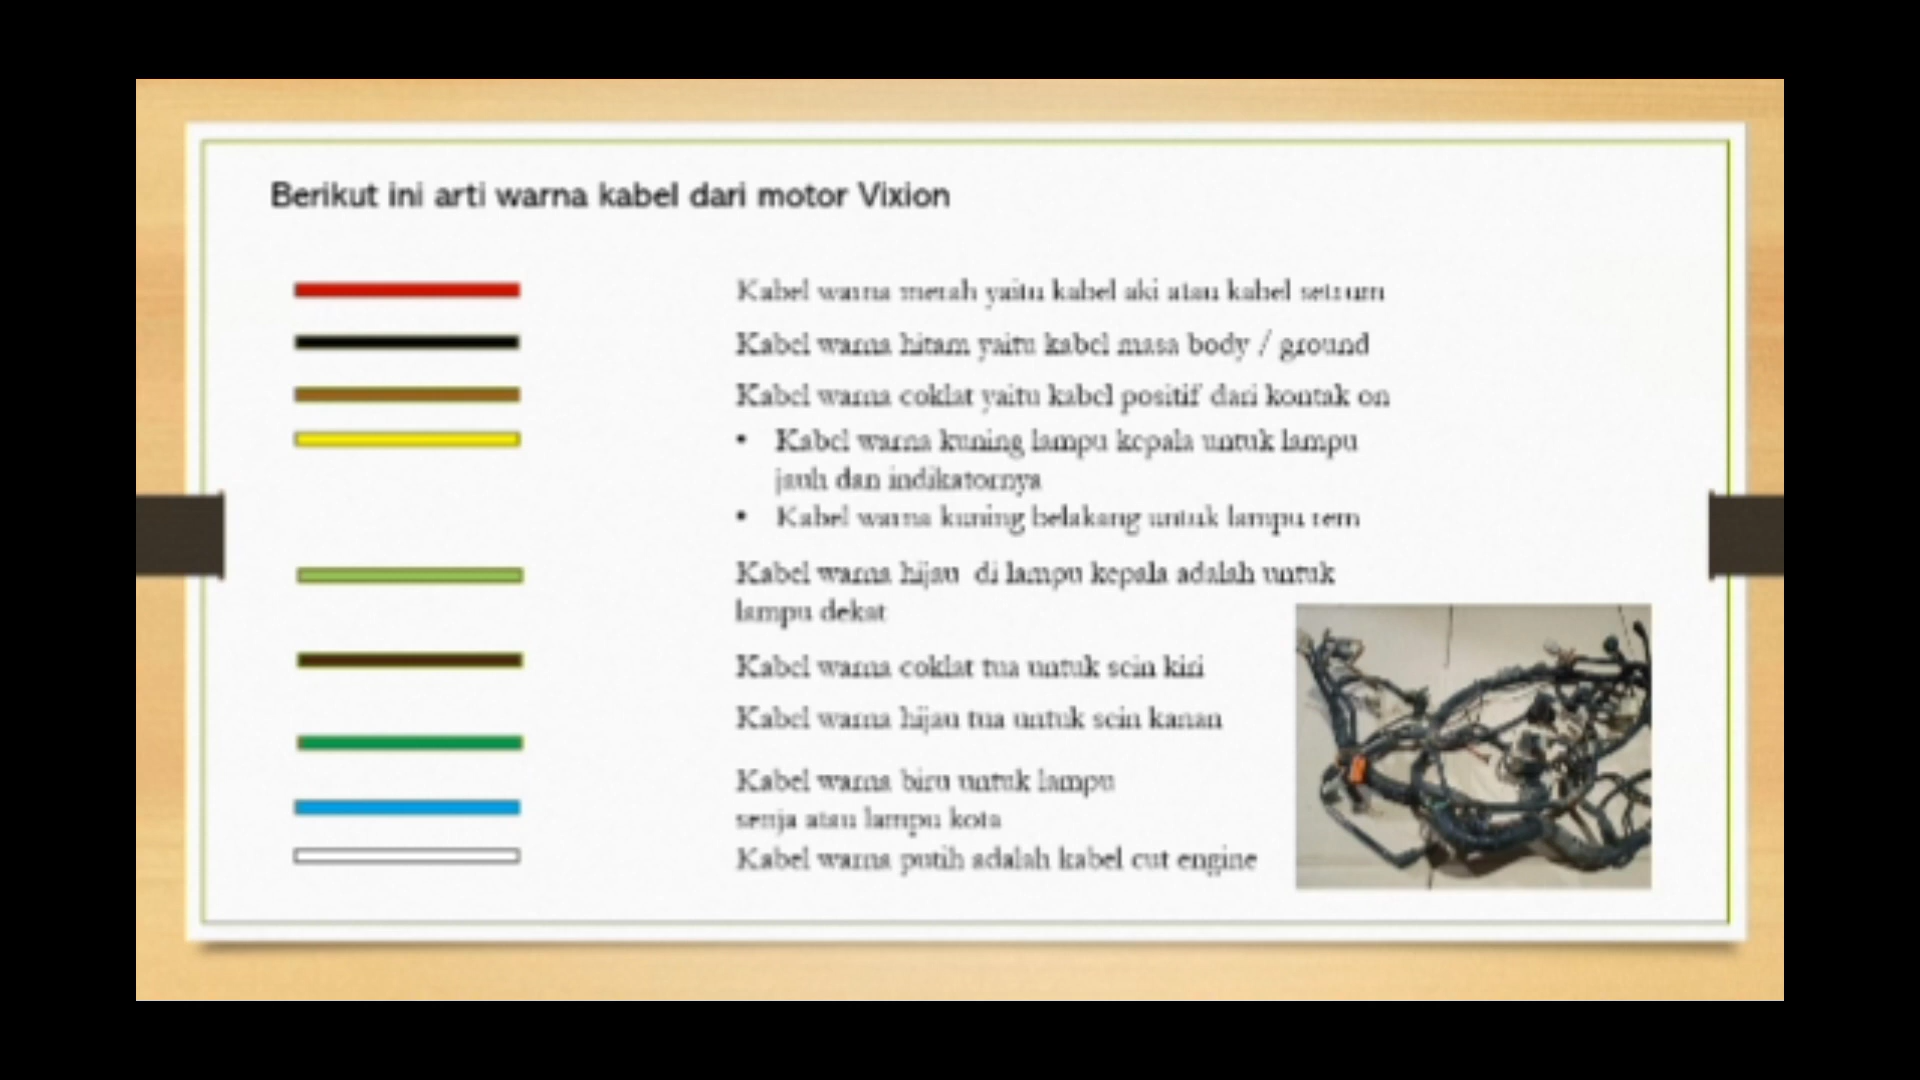 Berikut ini arti warna kabel dari motor Vixion
Kabel warna merah yaitu kabel aki atau kabel setrum
Kabel warna hitam yaitu kabel masa body / ground
Kabel warna coklat yaitu kabel positif dari kontak on
• Kabel warna kuning lampu kepala untuk lampu
jauh dan indikatornya
• Kabel warna kuning belakang untuk lampu rem
Kabel warna hijau di lampu kepala adalah untuk
lampu dekat
Kabel warna coklat tua untuk sein kiri
Kabel warna hijau tua untuk sein kanan
Kabel warna biru untuk lampu
senja atau lampu kota
Kabel warna putih adalah kabel cut engine